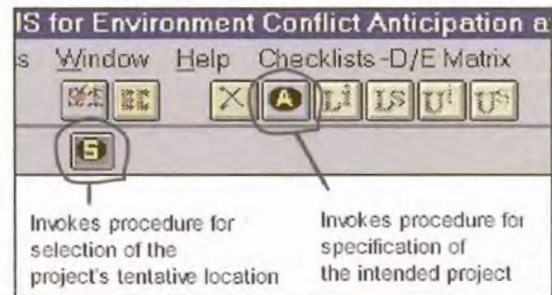 IS for Environment Conflict Anticipation a
s Window Help Checklists -D/E Matrix
A
S
Invokes procedure for
selection of the
project's tentative location
Invokes procedure for
specification of
the intended project